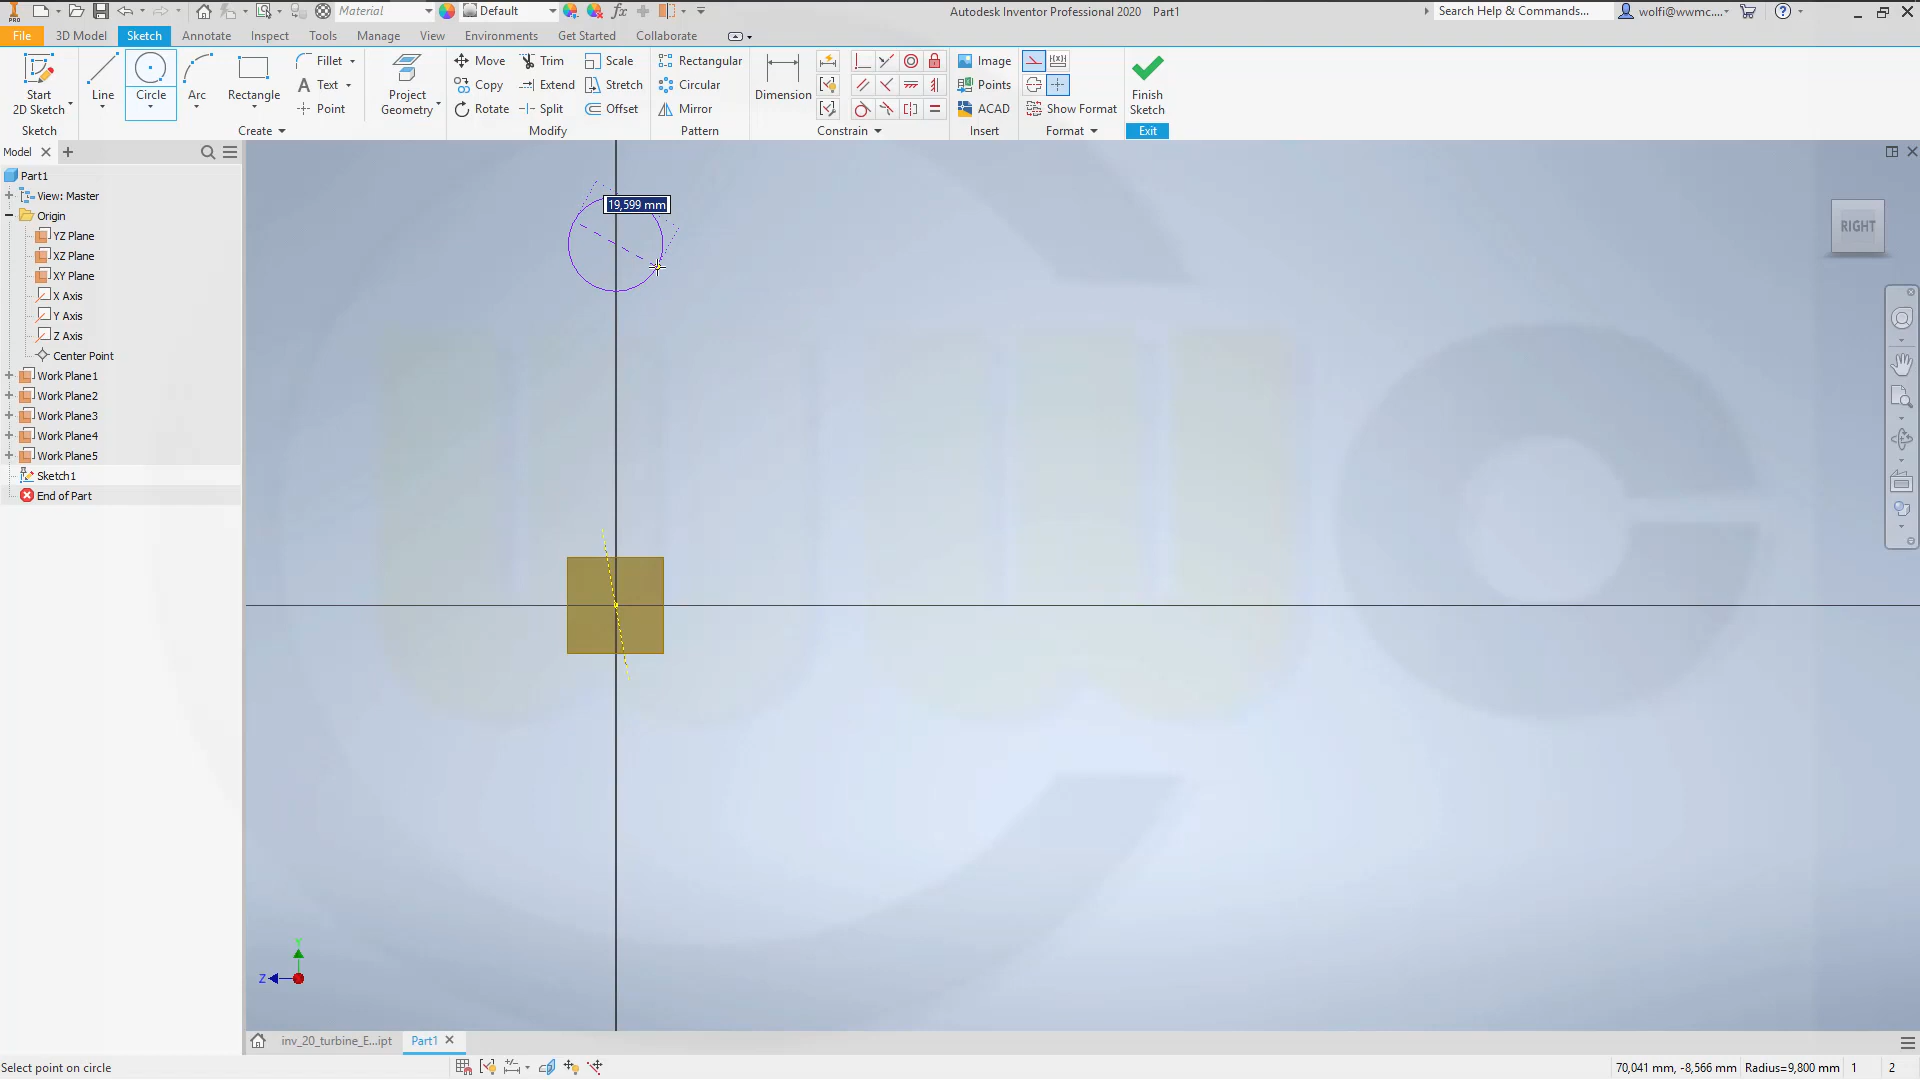 Material
Default
Autodesk Inventor Professional 2020 Part1
Search Help & Commands...
wolfi@wwmc....
File
3D Model
Sketch
Annotate
Inspect
Tools
Manage
View
Environments
Get Started
Collaborate
Start
2D Sketch
Line
Circle
Arc
Rectangle
Fillet
Text
Point
Project
Geometry
Move
Copy
Rotate
Trim
Extend
Split
Scale
Stretch
Offset
Rectangular
Circular
Mirror
Dimension
Image
Points
ACAD
Show Format
Finish
Sketch
Sketch
Create
Modify
Pattern
Constrain
Insert
Format
Exit
Model
Part1
View: Master
Origin
YZ Plane
XZ Plane
XY Plane
X Axis
Y Axis
Z Axis
Center Point
Work Plane1
Work Plane2
Work Plane3
Work Plane4
Work Plane5
Sketch1
End of Part
19,599 mm
RIGHT
Y
Z
inv_20_turbine_E...ipt
Part1
Select point on circle
70,041 mm, -8,566 mm Radius=9,800 mm 1 2